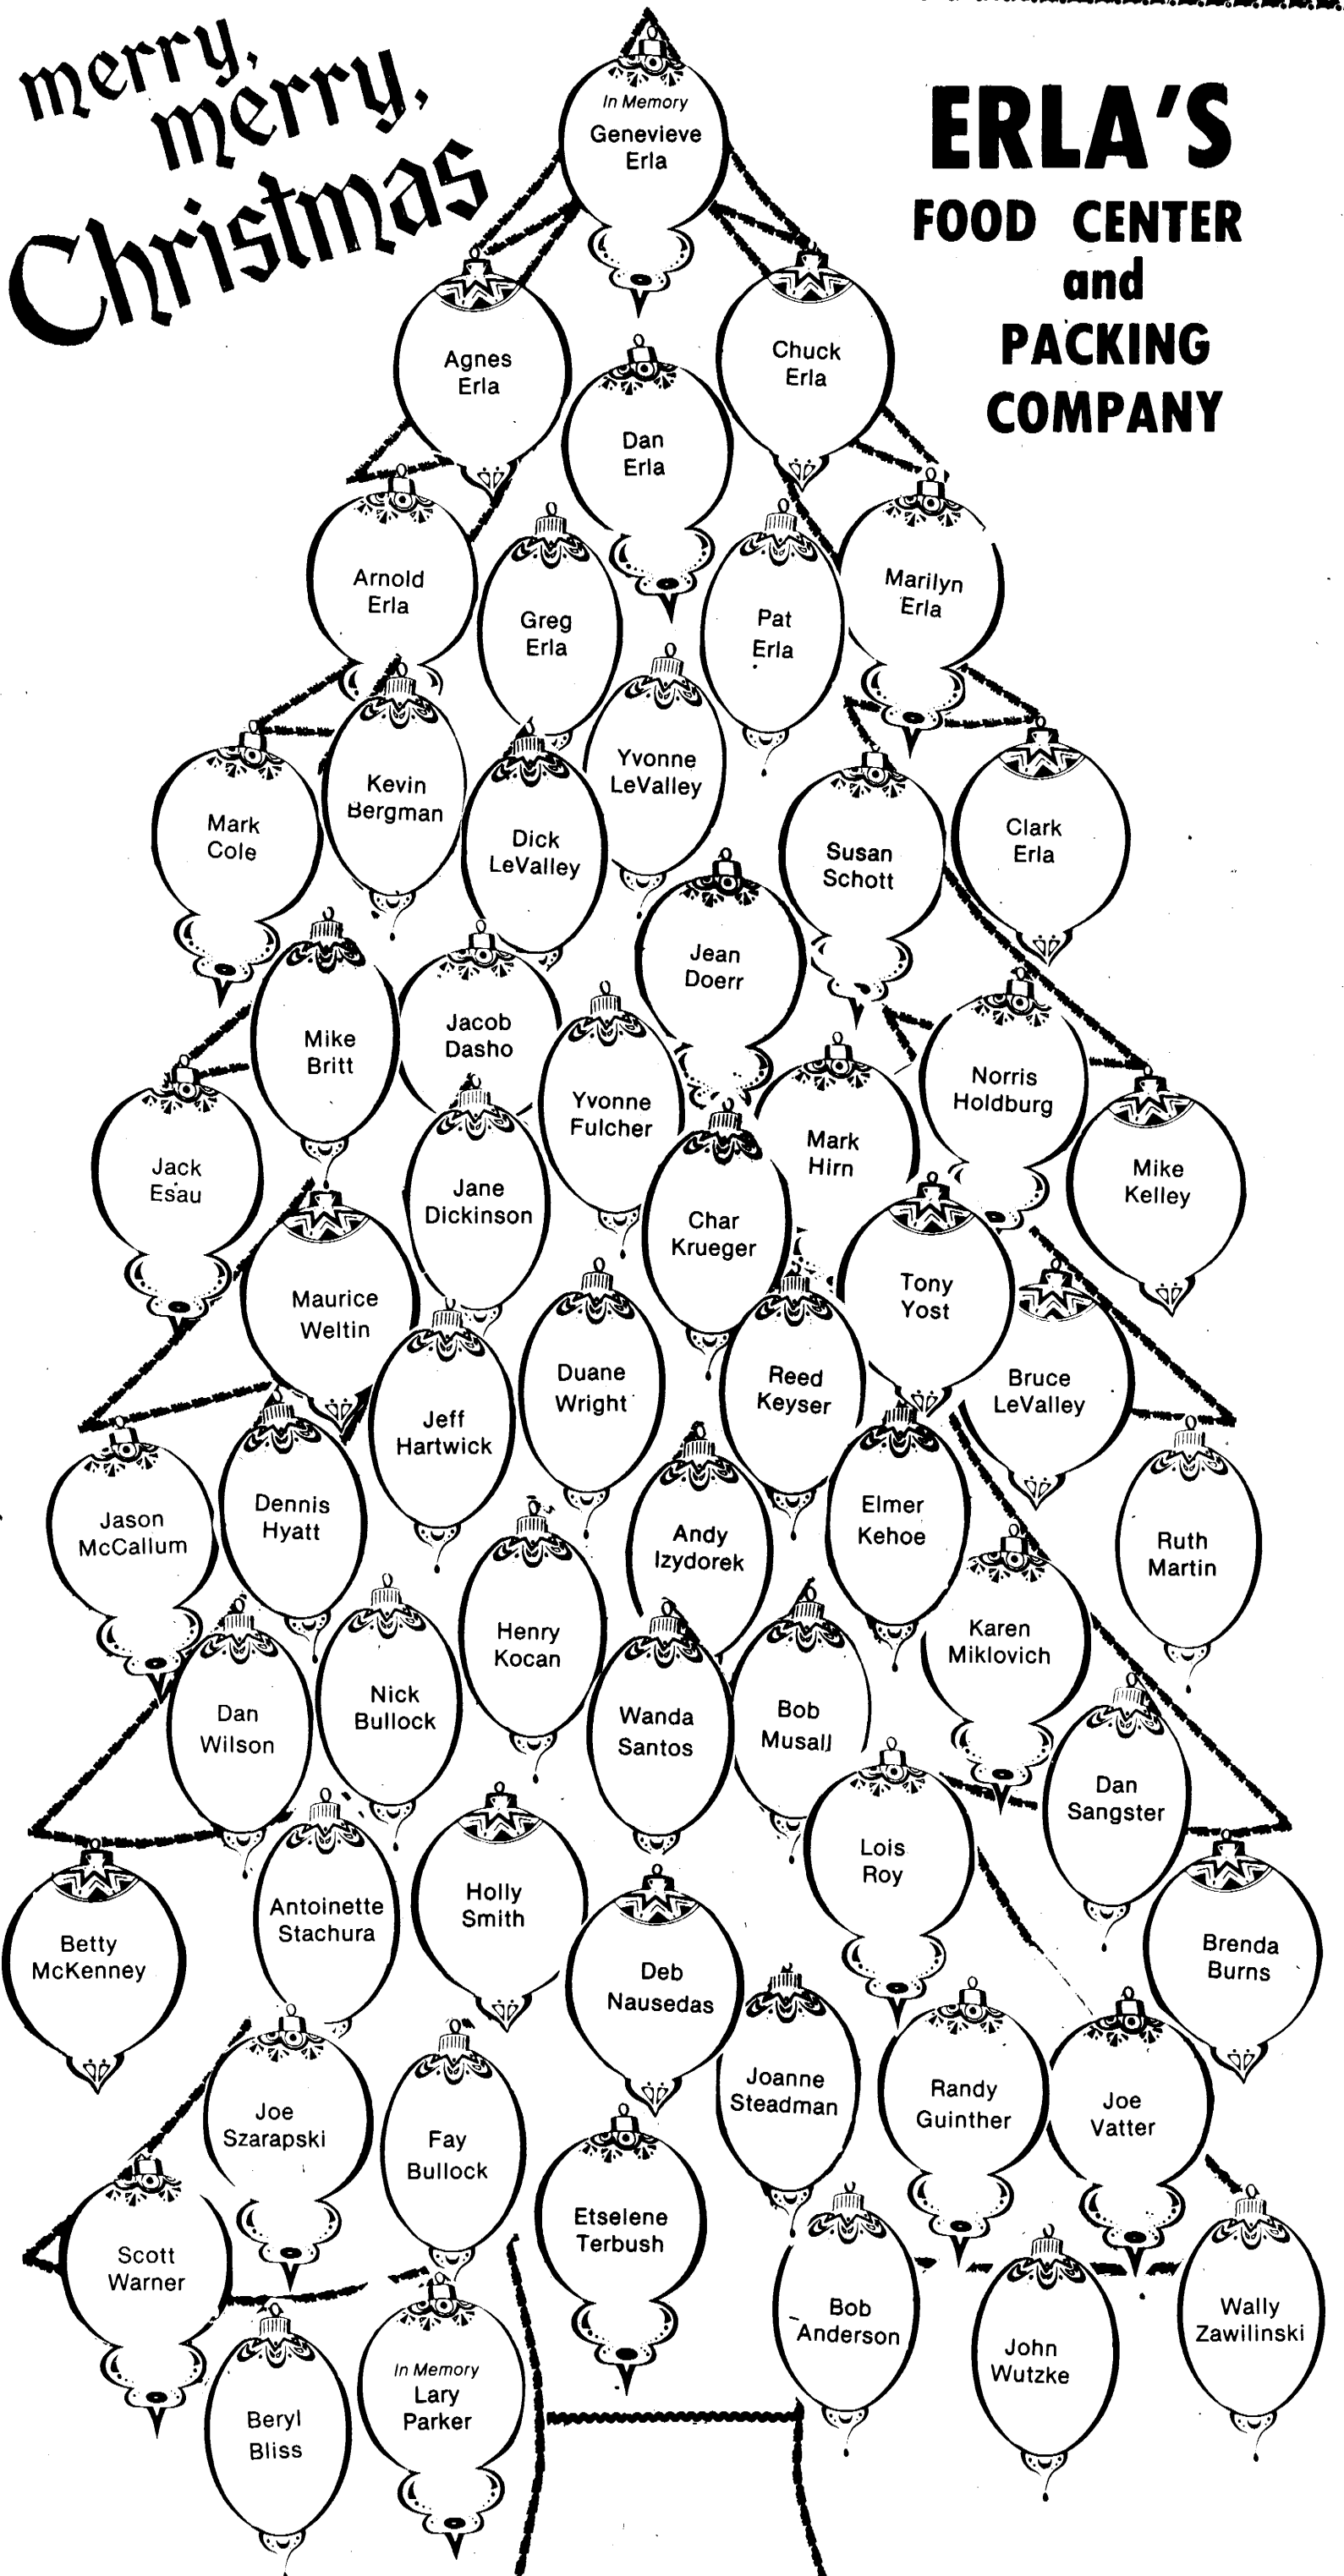 merry,
merry,
Christmas
ERLA'S
FOOD CENTER
and
PACKING
COMPANY
In Memory
Genevieve
Erla
Agnes
Erla
Chuck
Erla
Dan
Erla
Arnold
Erla
Greg
Erla
Pat
Erla
Marilyn
Erla
Mark
Cole
Kevin
Bergman
Dick
LeValley
Yvonne
LeValley
Susan
Schott
Clark
Erla
Jean
Doerr
Mike
Britt
Jacob
Dasho
Yvonne
Fulcher
Norris
Holdburg
Mark
Hirn
Jack
Esau
Jane
Dickinson
Char
Krueger
Mike
Kelley
Maurice
Weltin
Tony
Yost
Jeff
Hartwick
Duane
Wright
Reed
Keyser
Bruce
LeValley
Jason
McCallum
Dennis
Hyatt
Andy
Izydorek
Elmer
Kehoe
Ruth
Martin
Henry
Kocan
Karen
Miklovich
Dan
Wilson
Nick
Bullock
Wanda
Santos
Bob
Musall
Dan
Sangster
Lois
Roy
Betty
McKenney
Antoinette
Stachura
Holly
Smith
Deb
Nausedas
Brenda
Burns
Joe
Szarapski
Fay
Bullock
Joanne
Steadman
Randy
Guinther
Joe
Vatter
Scott
Warner
Etselene
Terbush
Bob
Anderson
John
Wutzke
Wally
Zawilinski
Beryl
Bliss
In Memory
Lary
Parker